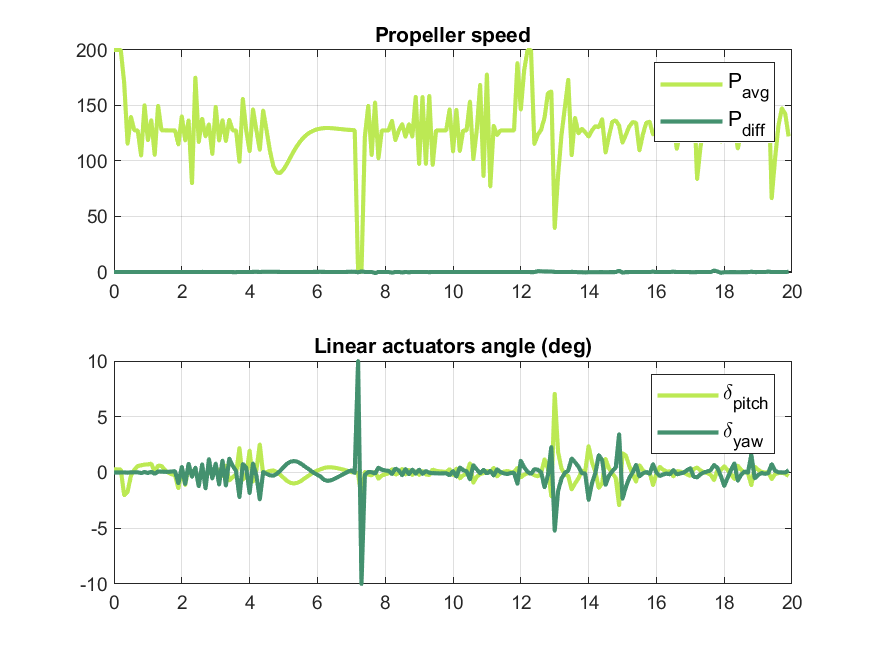 Propeller speed
200
150
100
50
0
P_avg
P_diff
0 2 4 6 8 10 12 14 16 18 20
Linear actuators angle (deg)
10
5
0
-5
-10
δ_pitch
δ_yaw
0 2 4 6 8 10 12 14 16 18 20